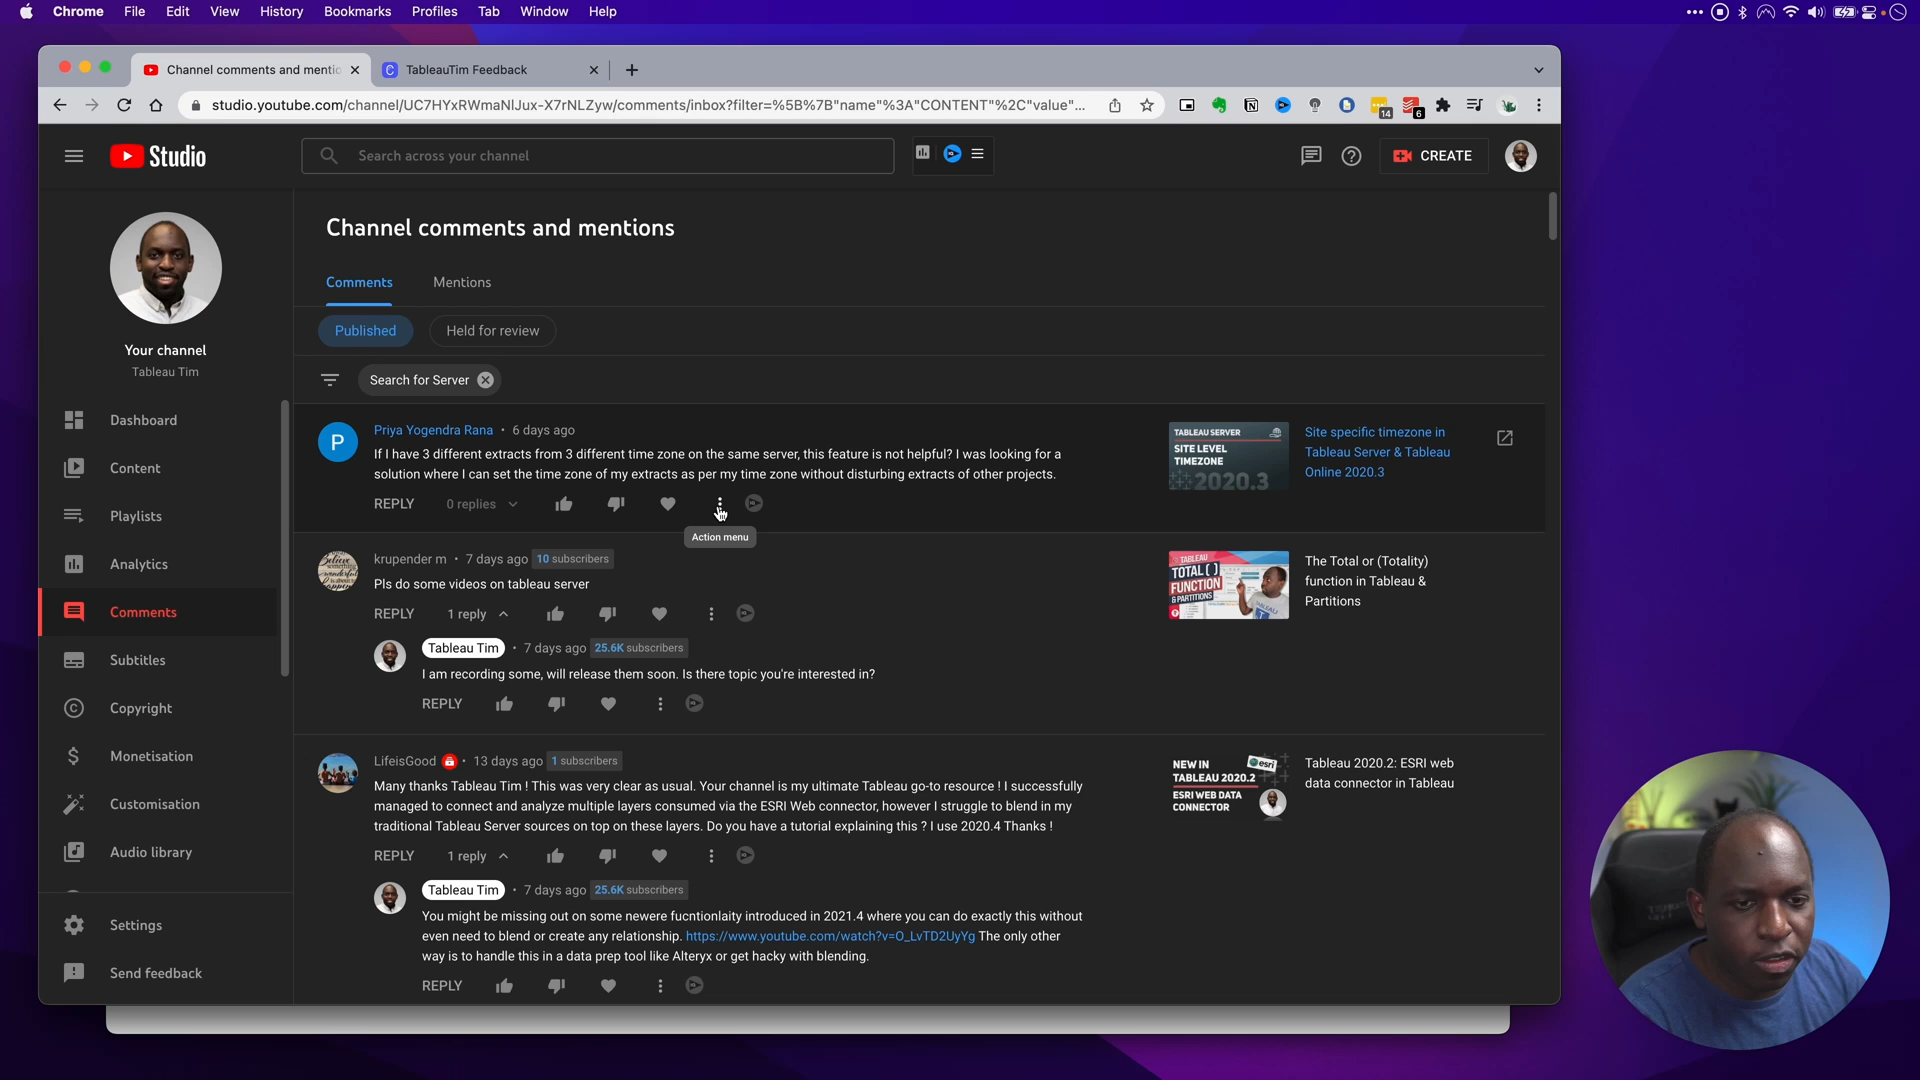 Chrome File Edit View History Bookmarks Profiles Tab Window Help
Channel comments and mentio
TableauTim Feedback
studio.youtube.com/channel/UC7HYxRWmaNlJux-X7rNLZyw/comments/inbox?filter=%5B%7B"name"%3A"CONTENT"%2C"value"...
14
6
Studio
Search across your channel
CREATE
Your channel
Tableau Tim
Dashboard
Content
Playlists
Analytics
Comments
Subtitles
Copyright
Monetisation
Customisation
Audio library
Settings
Send feedback
Channel comments and mentions
Comments Mentions
Published Held for review
Search for Server
P
Priya Yogendra Rana • 6 days ago
If I have 3 different extracts from 3 different time zone on the same server, this feature is not helpful? I was looking for a
solution where I can set the time zone of my extracts as per my time zone without disturbing extracts of other projects.
REPLY 0 replies
Action menu
TABLEAU SERVER
SITE LEVEL
TIMEZONE
2020.3
Site specific timezone in
Tableau Server & Tableau
Online 2020.3
krupender m • 7 days ago 10 subscribers
Pls do some videos on tableau server
REPLY 1 reply
Tableau Tim • 7 days ago 25.6K subscribers
I am recording some, will release them soon. Is there topic you're interested in?
REPLY
TABLEAU
TOTAL ( )
FUNCTION
& PARTITIONS
The Total or (Totality)
function in Tableau &
Partitions
LifeisGood • 13 days ago 1 subscribers
Many thanks Tableau Tim ! This was very clear as usual. Your channel is my ultimate Tableau go-to resource ! I successfully
managed to connect and analyze multiple layers consumed via the ESRI Web connector, however I struggle to blend in my
traditional Tableau Server sources on top on these layers. Do you have a tutorial explaining this ? I use 2020.4 Thanks !
REPLY 1 reply
Tableau Tim • 7 days ago 25.6K subscribers
You might be missing out on some newere fucntionlaity introduced in 2021.4 where you can do exactly this without
even need to blend or create any relationship. https://www.youtube.com/watch?v=O_LvTD2UyYg The only other
way is to handle this in a data prep tool like Alteryx or get hacky with blending.
REPLY
NEW IN
TABLEAU 2020.2
ESRI WEB DATA
CONNECTOR
esri
Tableau 2020.2: ESRI web
data connector in Tableau